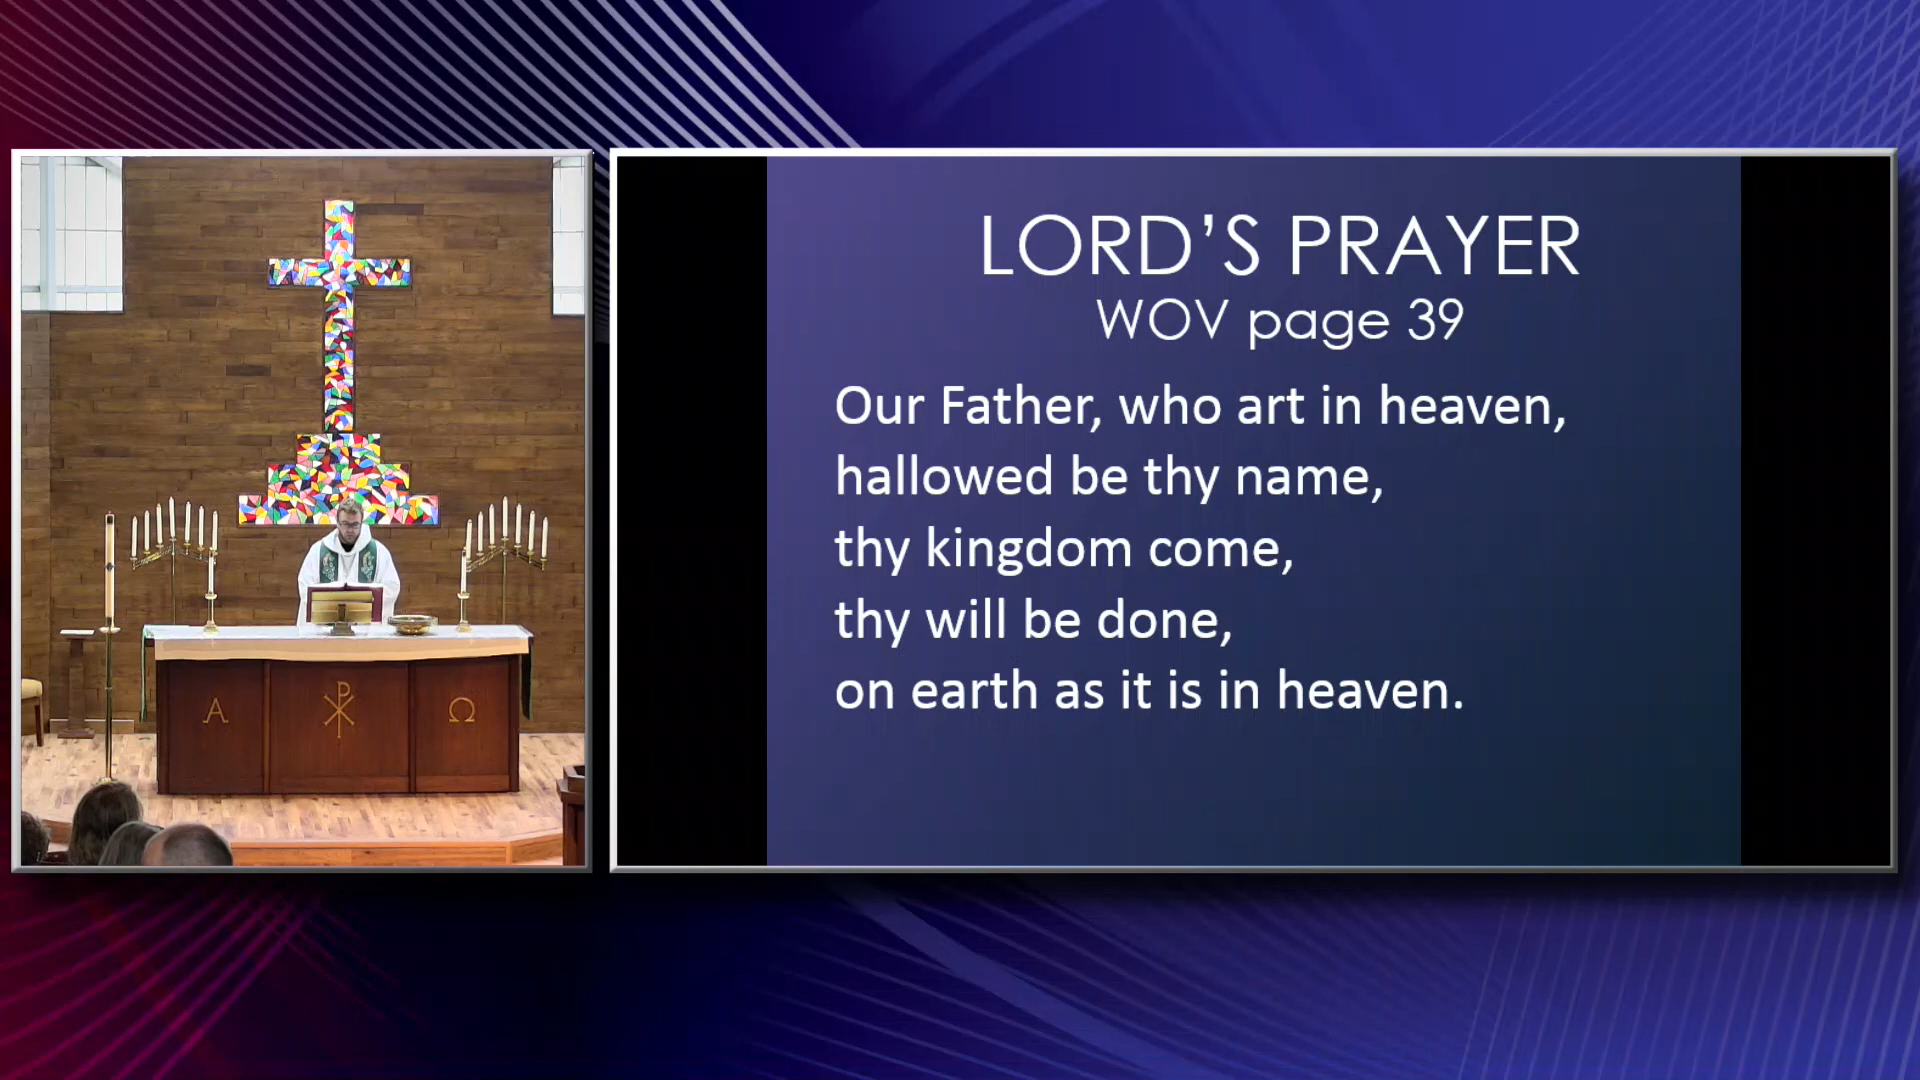 LORD’S PRAYER
WOV page 39
Our Father, who art in heaven,
hallowed be thy name,
thy kingdom come,
thy will be done,
on earth as it is in heaven.
Α ☧ Ω